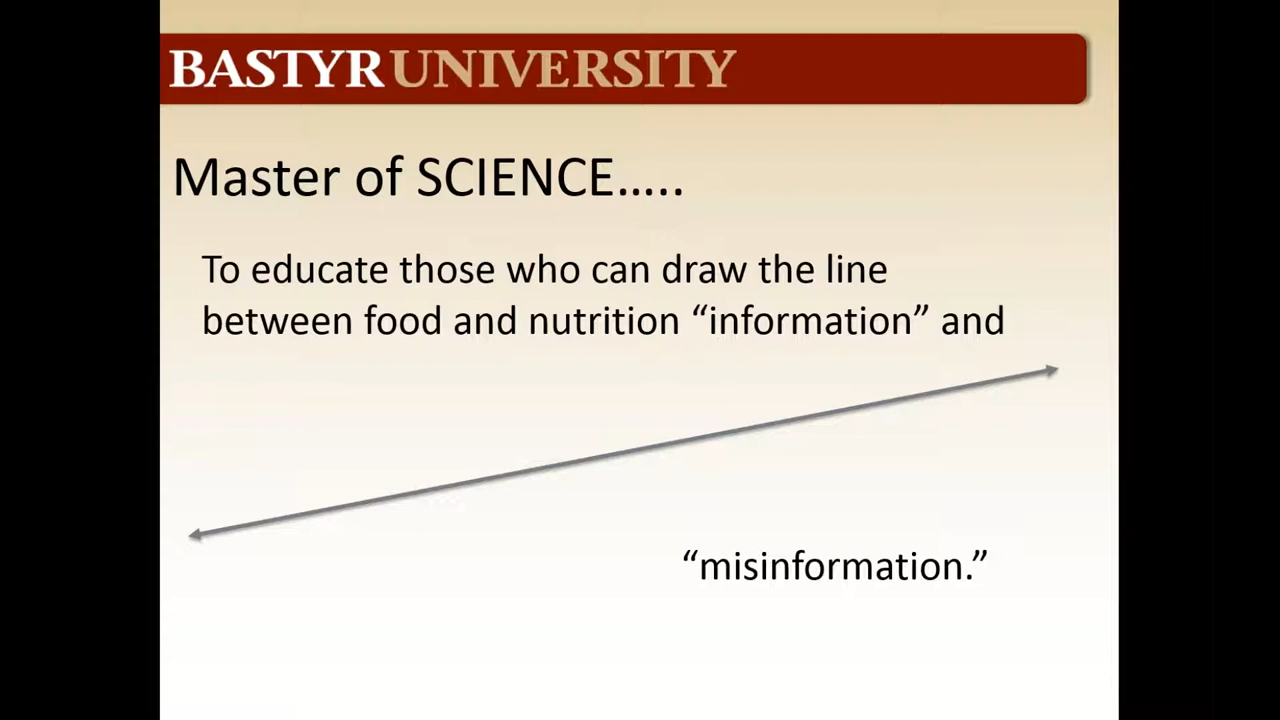 BASTYR UNIVERSITY
Master of SCIENCE…..
To educate those who can draw the line
between food and nutrition “information” and
“misinformation.”